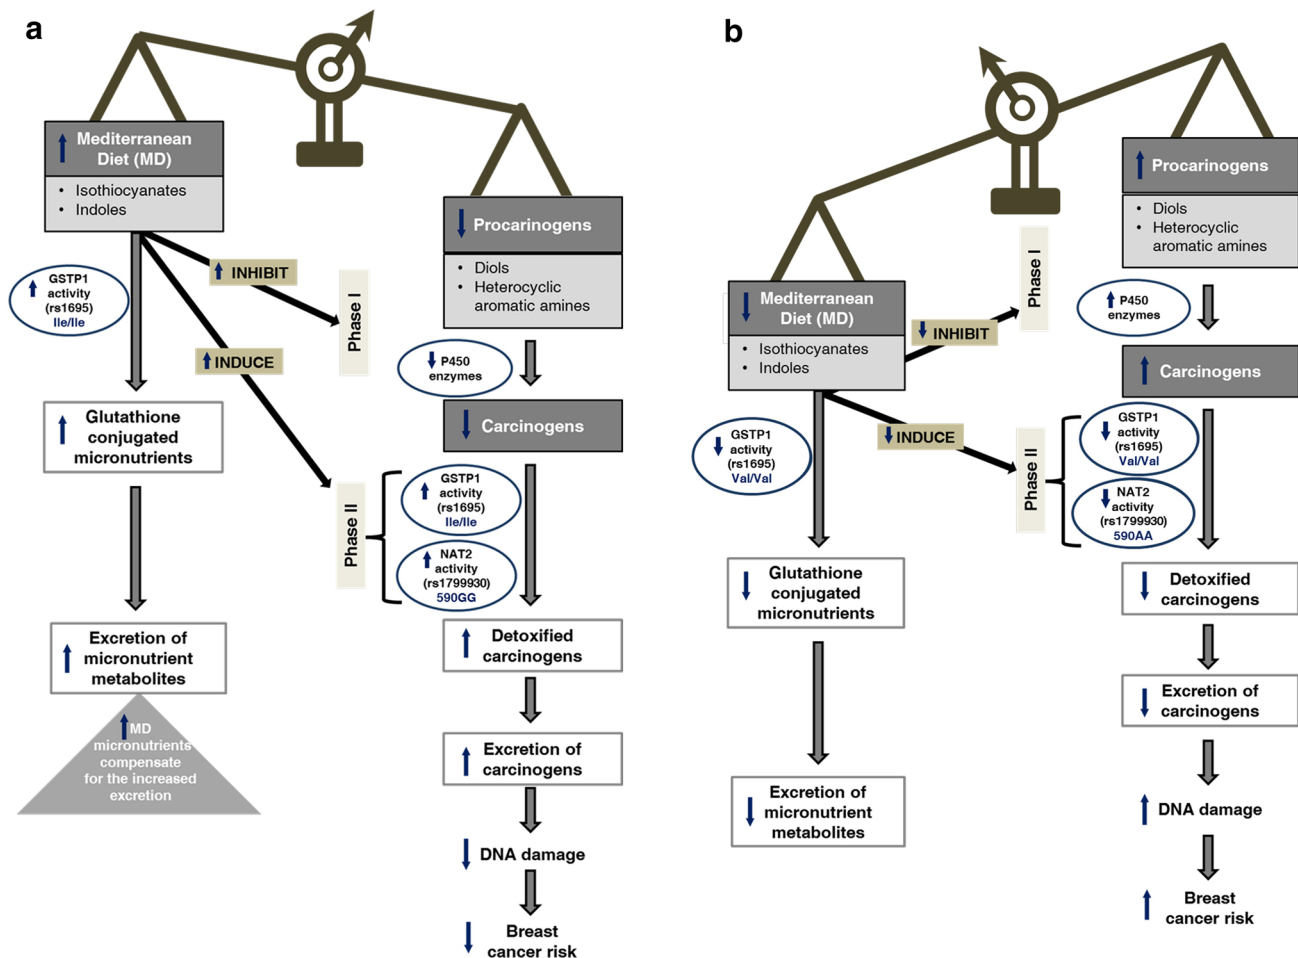 a
Mediterranean
Diet (MD)
• Isothiocyanates
• Indoles
GSTP1
activity
(rs1695)
Ile/Ile
INHIBIT
Phase I
INDUCE
Glutathione
conjugated
micronutrients
Excretion of
micronutrient
metabolites
MD
micronutrients
compensate
for the increased
excretion
Procarinogens
• Diols
• Heterocyclic
aromatic amines
P450
enzymes
Carcinogens
Phase II
GSTP1
activity
(rs1695)
Ile/Ile
NAT2
activity
(rs1799930)
590GG
Detoxified
carcinogens
Excretion of
carcinogens
DNA damage
Breast
cancer risk
b
Mediterranean
Diet (MD)
• Isothiocyanates
• Indoles
GSTP1
activity
(rs1695)
Val/Val
INHIBIT
Phase I
INDUCE
Glutathione
conjugated
micronutrients
Excretion of
micronutrient
metabolites
Procarinogens
• Diols
• Heterocyclic
aromatic amines
P450
enzymes
Carcinogens
Phase II
GSTP1
activity
(rs1695)
Val/Val
NAT2
activity
(rs1799930)
590AA
Detoxified
carcinogens
Excretion of
carcinogens
DNA damage
Breast
cancer risk